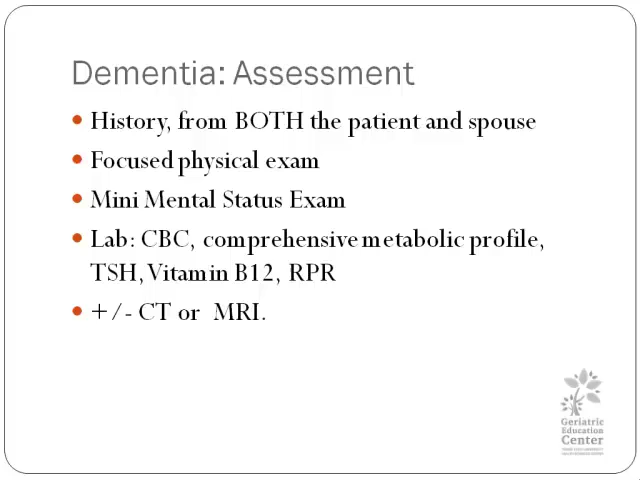 Dementia: Assessment
• History, from BOTH the patient and spouse
• Focused physical exam
• Mini Mental Status Exam
• Lab: CBC, comprehensive metabolic profile,
TSH, Vitamin B12, RPR
• +/- CT or MRI.
Geriatric
Education
Center